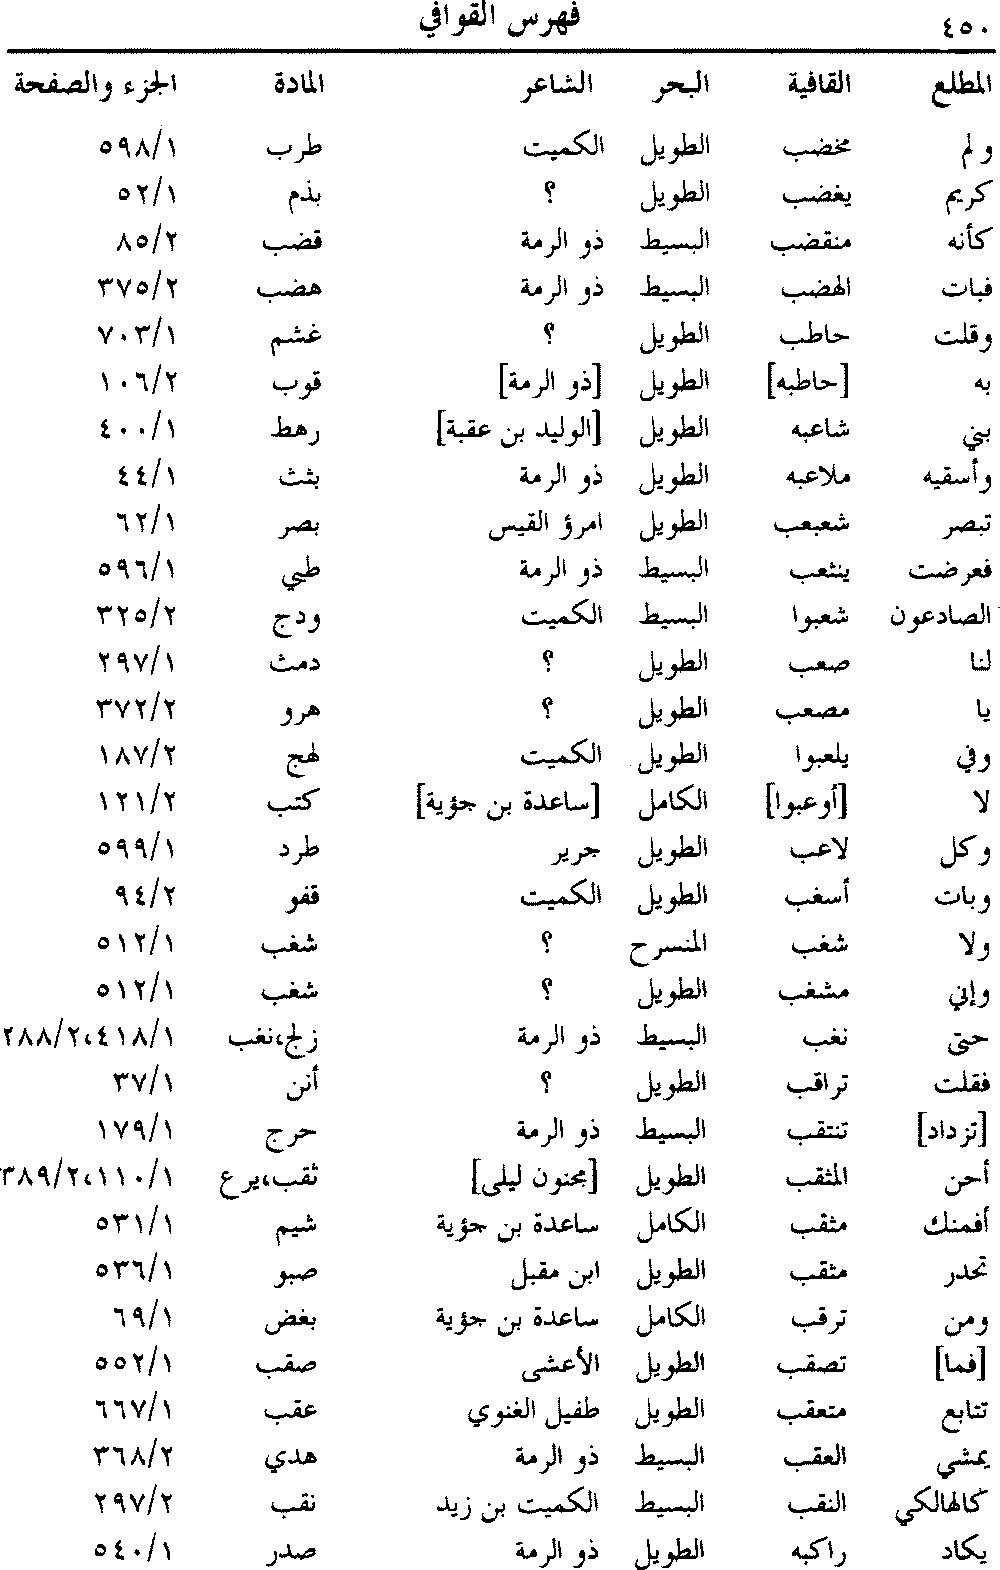 ٤٥٠ فهرس القوافي
المطلع القافية البحر الشاعر المادة الجزء والصفحة
ولم مخضب الطويل الكميت طرب ٥٩٨/١
كريم يغضب الطويل ؟ بذم ٥٢/١
كأنه منقضب البسيط ذو الرمة قضب ٨٥/٢
فبات الهضب البسيط ذو الرمة هضب ٣٧٥/٢
وقلت حاطب الطويل ؟ غشم ٧٠٣/١
به [حاطبه] الطويل [ذو الرمة] قوب ١٠٦/٢
بني شاعبه الطويل [الوليد بن عقبة] رهط ٤٠٠/١
وأسقيه ملاعبه الطويل ذو الرمة بثث ٤٤/١
تبصر شعبعب الطويل امرؤ القيس بصر ٦٢/١
فعرضت ينثعب البسيط ذو الرمة طبي ٥٩٦/١
الصادعون شعبوا البسيط الكميت ودج ٣٢٥/٢
لنا صعب الطويل ؟ دمث ٢٩٧/١
يا مصعب الطويل ؟ هرو ٣٧٢/٢
وفي يلعبوا الطويل الكميت لهج ١٨٧/٢
لا [أوعبوا] الكامل [ساعدة بن جؤية] كتب ١٢١/٢
وكل لاعب الطويل جرير طرد ٥٩٩/١
وبات أسغب الطويل الكميت قفو ٩٤/٢
ولا شغب المنسرح ؟ شغب ٥١٢/١
وإني مشغب الطويل ؟ شغب ٥١٢/١
حتى نغب البسيط ذو الرمة زلج،نغب ٢٨٨/٢،٤١٨/١
فقلت تراقب الطويل ؟ أنن ٣٧/١
[تزداد] تنتقب البسيط ذو الرمة حرج ١٧٩/١
أحن المثقب الطويل [مجنون ليلى] ثقب،يرع ٣٨٩/٢،١١٠/١
أفمنك مثقب الكامل ساعدة بن جؤية شيم ٥٣١/١
تحدر مثقب الطويل ابن مقبل صبو ٥٣٦/١
ومن ترقب الكامل ساعدة بن جؤية بغض ٦٩/١
[فما] تصقب الطويل الأعشى صقب ٥٥٢/١
تتابع متعقب الطويل طفيل الغنوي عقب ٦٦٧/١
يمشي العقب البسيط ذو الرمة هدي ٣٦٨/٢
كالهالكي النقب البسيط الكميت بن زيد نقب ٢٩٧/٢
يكاد راكبه الطويل ذو الرمة صدر ٥٤٠/١